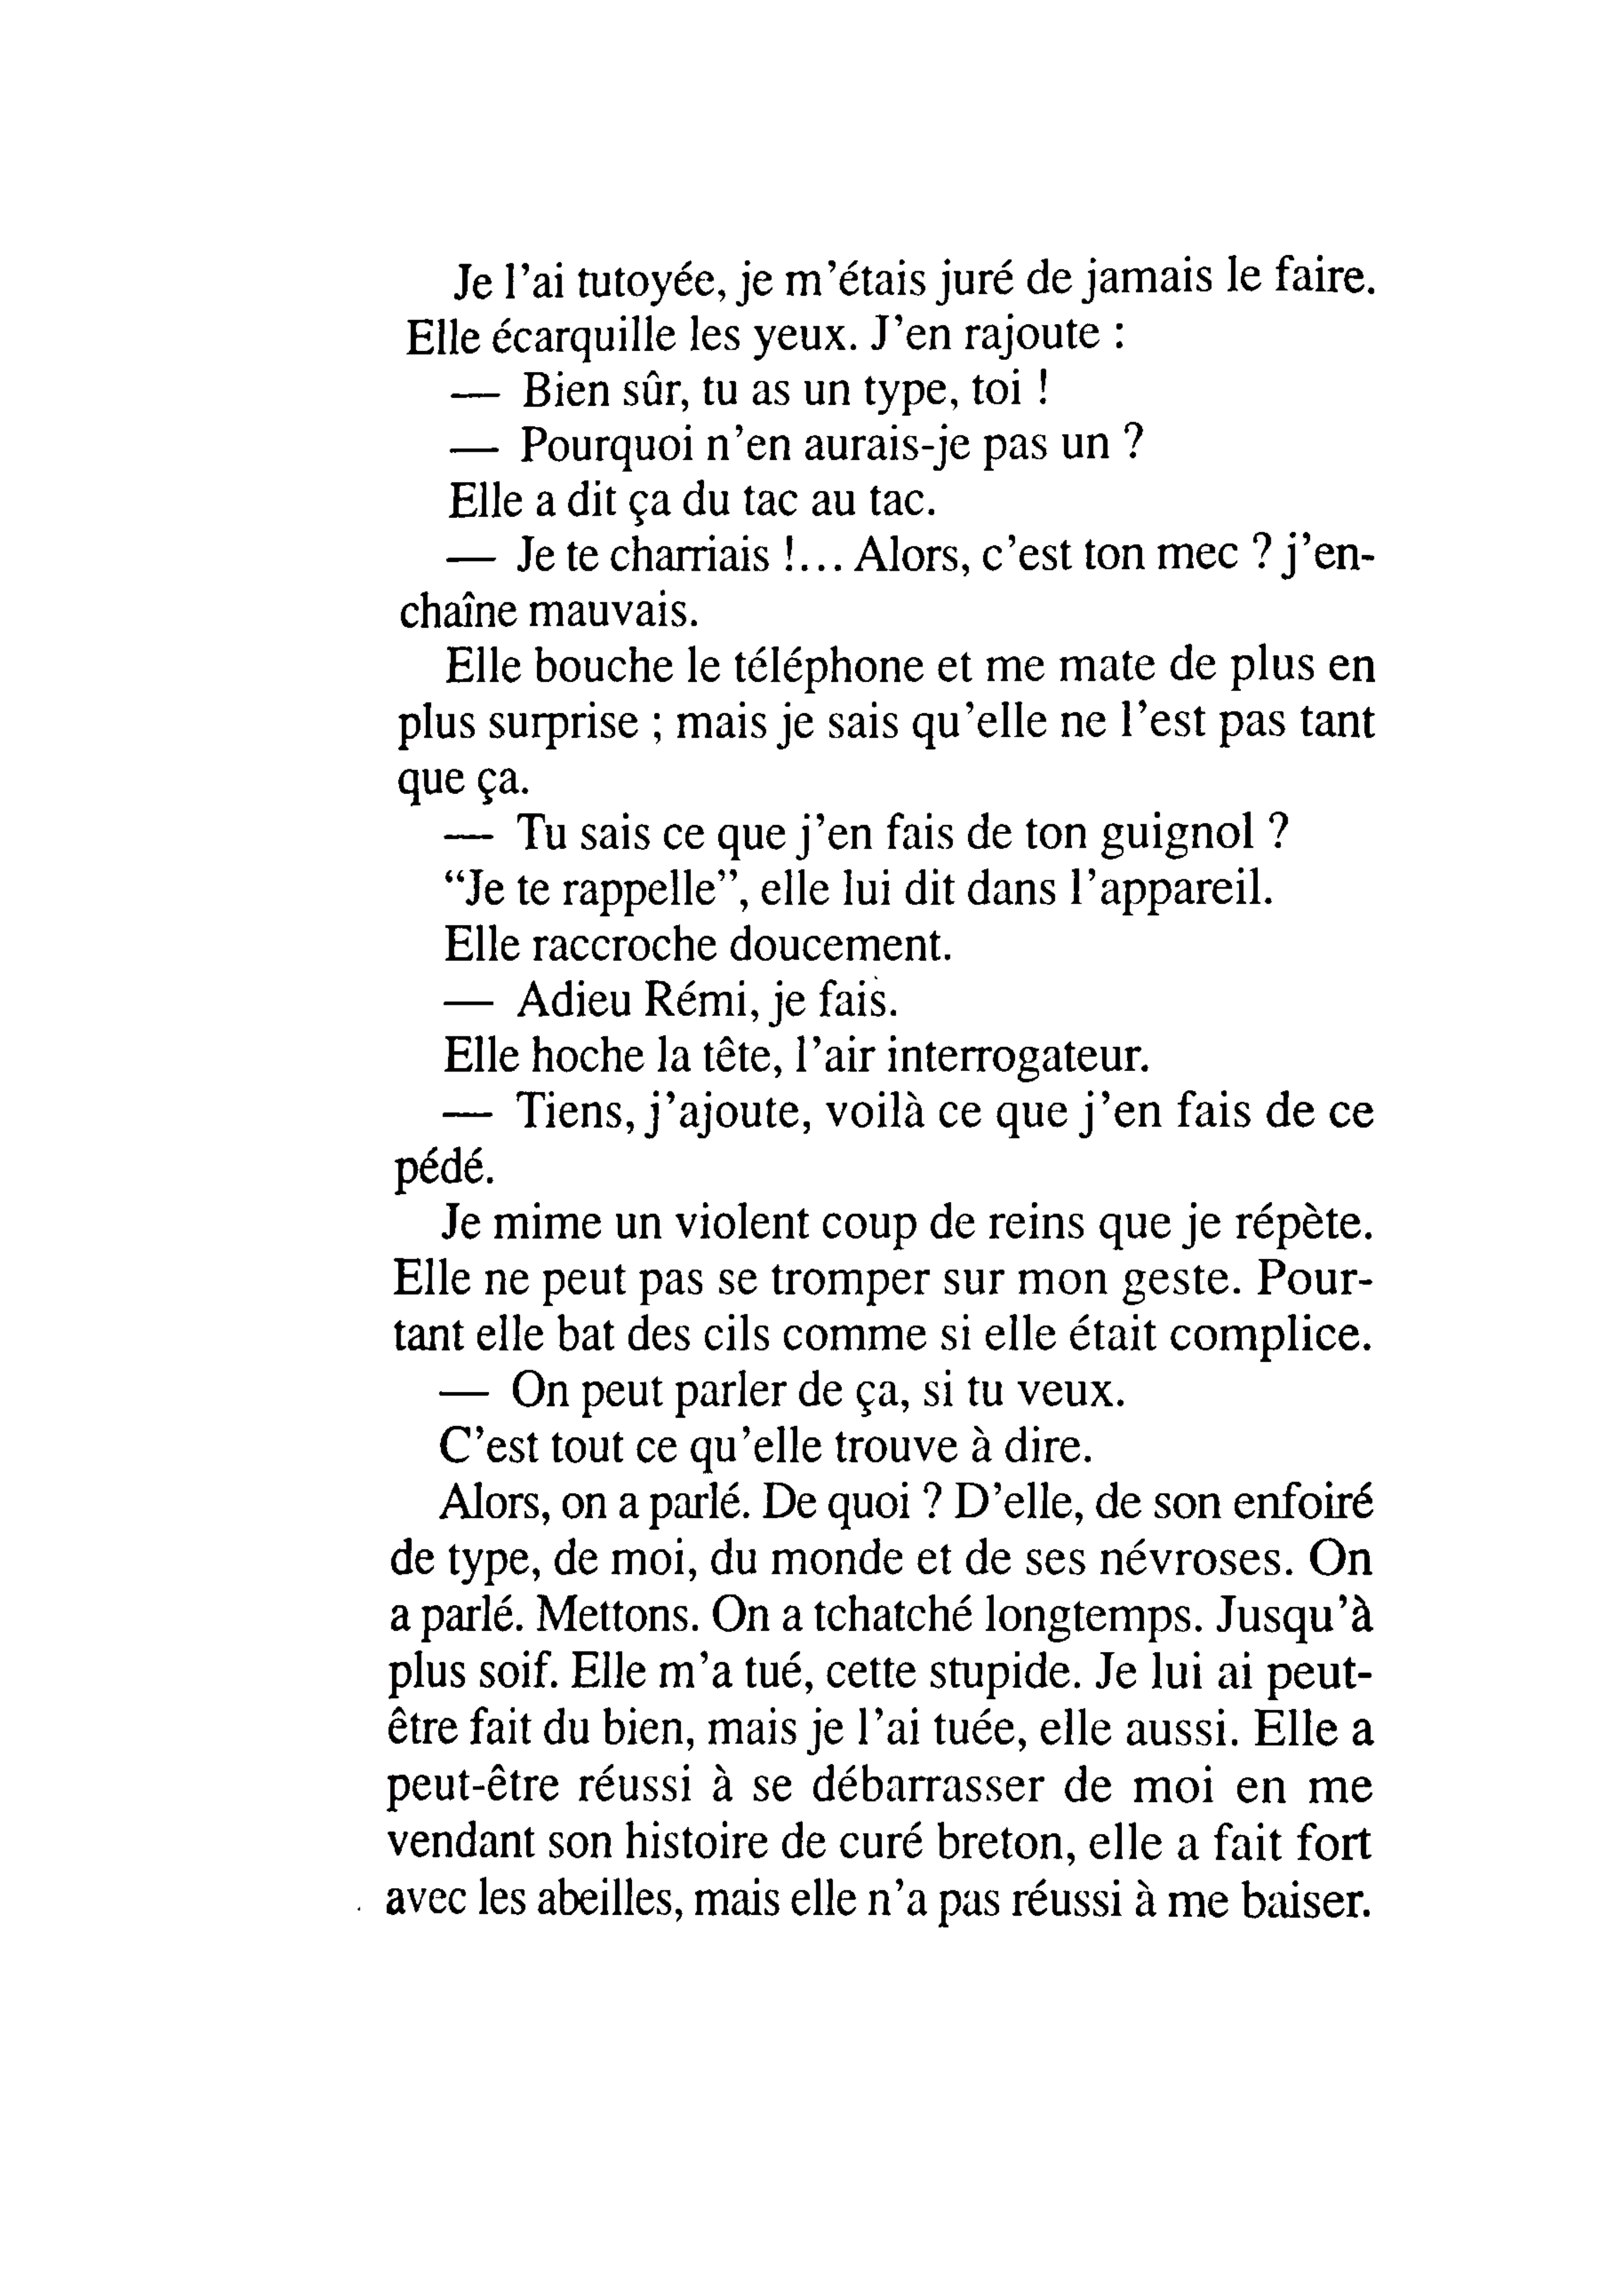 Je l'ai tutoyée, je m'étais juré de jamais le faire.
Elle écarquille les yeux. J'en rajoute :
— Bien sûr, tu as un type, toi !
— Pourquoi n'en aurais-je pas un ?
Elle a dit ça du tac au tac.
— Je te charriais !... Alors, c'est ton mec ? j'en-
chaîne mauvais.
Elle bouche le téléphone et me mate de plus en
plus surprise ; mais je sais qu'elle ne l'est pas tant
que ça.
— Tu sais ce que j'en fais de ton guignol ?
“Je te rappelle”, elle lui dit dans l'appareil.
Elle raccroche doucement.
— Adieu Rémi, je fais.
Elle hoche la tête, l'air interrogateur.
— Tiens, j'ajoute, voilà ce que j'en fais de ce
pédé.
Je mime un violent coup de reins que je répète.
Elle ne peut pas se tromper sur mon geste. Pour-
tant elle bat des cils comme si elle était complice.
— On peut parler de ça, si tu veux.
C'est tout ce qu'elle trouve à dire.
Alors, on a parlé. De quoi ? D'elle, de son enfoiré
de type, de moi, du monde et de ses névroses. On
a parlé. Mettons. On a tchatché longtemps. Jusqu'à
plus soif. Elle m'a tué, cette stupide. Je lui ai peut-
être fait du bien, mais je l'ai tuée, elle aussi. Elle a
peut-être réussi à se débarrasser de moi en me
vendant son histoire de curé breton, elle a fait fort
avec les abeilles, mais elle n'a pas réussi à me baiser.